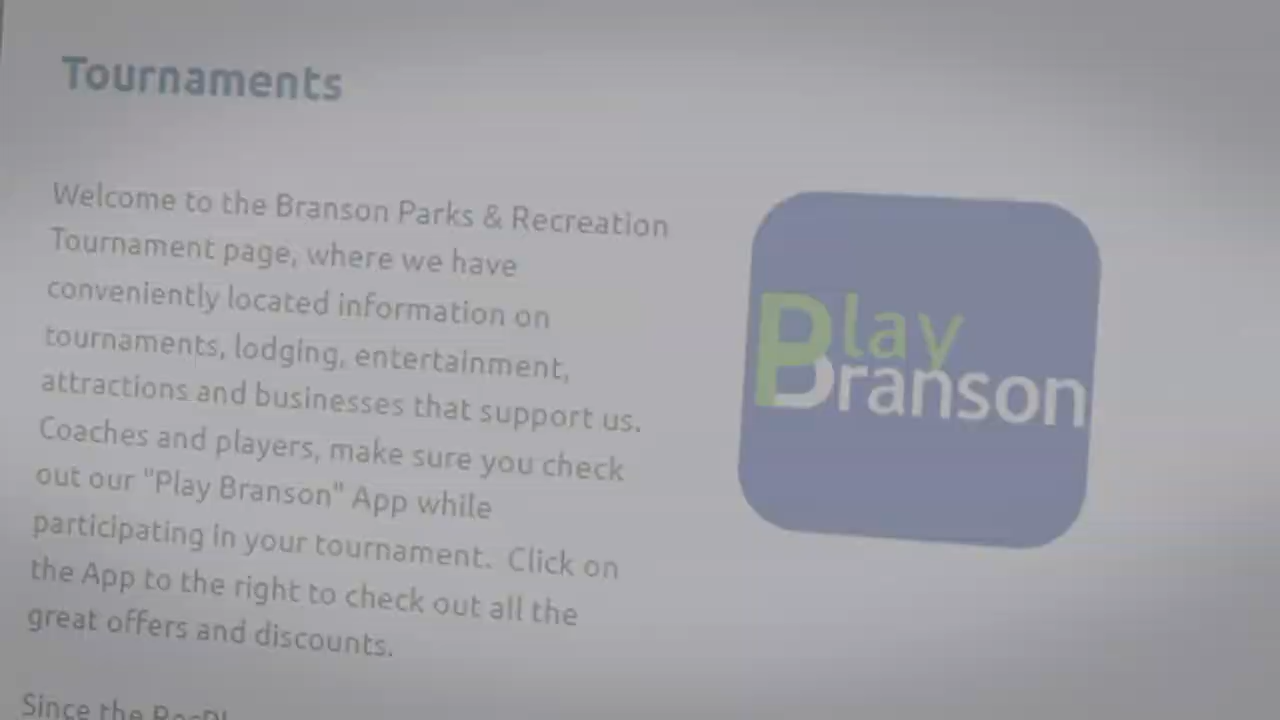 Tournaments
Welcome to the Branson Parks & Recreation
Tournament page, where we have
conveniently located information on
tournaments, lodging, entertainment,
attractions and businesses that support us.
Coaches and players, make sure you check
out our "Play Branson" App while
participating in your tournament. Click on
the App to the right to check out all the
great offers and discounts.
Since the
Play
Branson